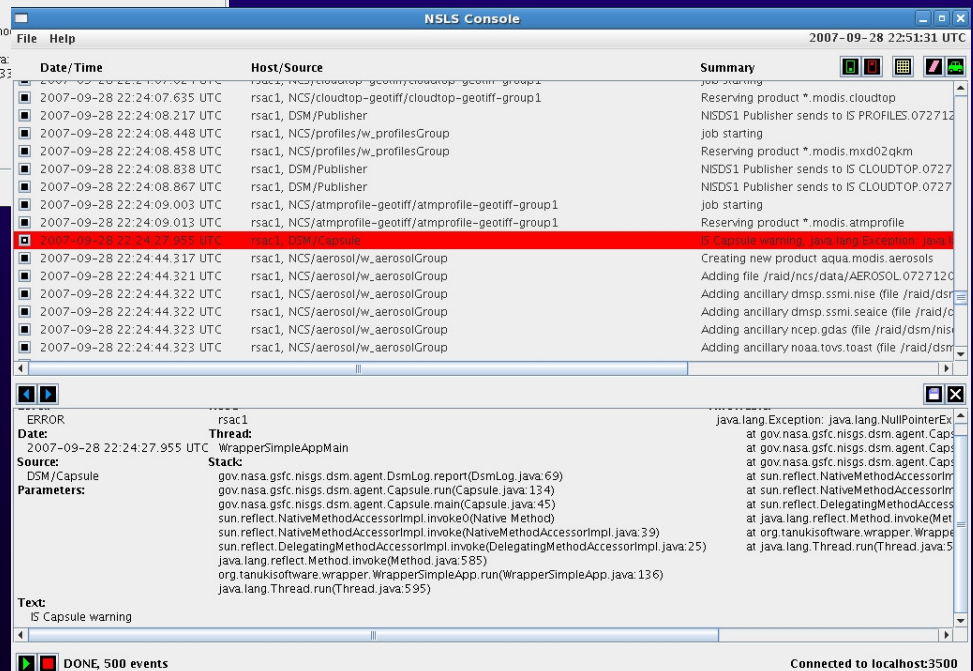 NSLS Console
File Help 2007-09-28 22:51:31 UTC
Date/Time Host/Source Summary
2007-09-28 22:24:07.635 UTC rsac1, NCS/cloudtop-geotiff/cloudtop-geotiff-group1 Reserving product *.modis.cloudtop
2007-09-28 22:24:08.217 UTC rsac1, DSM/Publisher NISDS1 Publisher sends to IS PROFILES.072712
2007-09-28 22:24:08.448 UTC rsac1, NCS/profiles/w_profilesGroup job starting
2007-09-28 22:24:08.458 UTC rsac1, NCS/profiles/w_profilesGroup Reserving product *.modis.mxd02qkm
2007-09-28 22:24:08.838 UTC rsac1, DSM/Publisher NISDS1 Publisher sends to IS CLOUDTOP.0727
2007-09-28 22:24:08.867 UTC rsac1, DSM/Publisher NISDS1 Publisher sends to IS CLOUDTOP.0727
2007-09-28 22:24:09.003 UTC rsac1, NCS/atmprofile-geotiff/atmprofile-geotiff-group1 job starting
2007-09-28 22:24:09.013 UTC rsac1, NCS/atmprofile-geotiff/atmprofile-geotiff-group1 Reserving product *.modis.atmprofile
2007-09-28 22:24:27.955 UTC rsac1, DSM/Capsule IS Capsule warning, java.lang.Exception: java.l
2007-09-28 22:24:44.317 UTC rsac1, NCS/aerosol/w_aerosolGroup Creating new product aqua.modis.aerosols
2007-09-28 22:24:44.321 UTC rsac1, NCS/aerosol/w_aerosolGroup Adding file /raid/ncs/data/AEROSOL.0727120
2007-09-28 22:24:44.322 UTC rsac1, NCS/aerosol/w_aerosolGroup Adding ancillary dmsp.ssmi.nise (file /raid/dsm
2007-09-28 22:24:44.322 UTC rsac1, NCS/aerosol/w_aerosolGroup Adding ancillary dmsp.ssmi.seaice (file /raid/d
2007-09-28 22:24:44.323 UTC rsac1, NCS/aerosol/w_aerosolGroup Adding ancillary ncep.gdas (file /raid/dsm/nis
2007-09-28 22:24:44.323 UTC rsac1, NCS/aerosol/w_aerosolGroup Adding ancillary noaa.tovs.toast (file /raid/dsm
ERROR rsac1 java.lang.Exception: java.lang.NullPointerEx
Date: Thread: at gov.nasa.gsfc.nisgs.dsm.agent.Caps
2007-09-28 22:24:27.955 UTC WrapperSimpleAppMain at gov.nasa.gsfc.nisgs.dsm.agent.Caps
Source: Stack: at gov.nasa.gsfc.nisgs.dsm.agent.Caps
DSM/Capsule gov.nasa.gsfc.nisgs.dsm.agent.DsmLog.report(DsmLog.java:69) at sun.reflect.NativeMethodAccessorIm
Parameters: gov.nasa.gsfc.nisgs.dsm.agent.Capsule.run(Capsule.java:134) at sun.reflect.NativeMethodAccessorIm
gov.nasa.gsfc.nisgs.dsm.agent.Capsule.main(Capsule.java:45) at sun.reflect.DelegatingMethodAccess
sun.reflect.NativeMethodAccessorImpl.invoke0(Native Method) at java.lang.reflect.Method.invoke(Met
sun.reflect.NativeMethodAccessorImpl.invoke(NativeMethodAccessorImpl.java:39) at org.tanukisoftware.wrapper.Wrappe
sun.reflect.DelegatingMethodAccessorImpl.invoke(DelegatingMethodAccessorImpl.java:25) at java.lang.Thread.run(Thread.java:5
java.lang.reflect.Method.invoke(Method.java:585)
org.tanukisoftware.wrapper.WrapperSimpleApp.run(WrapperSimpleApp.java:136)
java.lang.Thread.run(Thread.java:595)
Text:
IS Capsule warning
DONE, 500 events Connected to localhost:3500